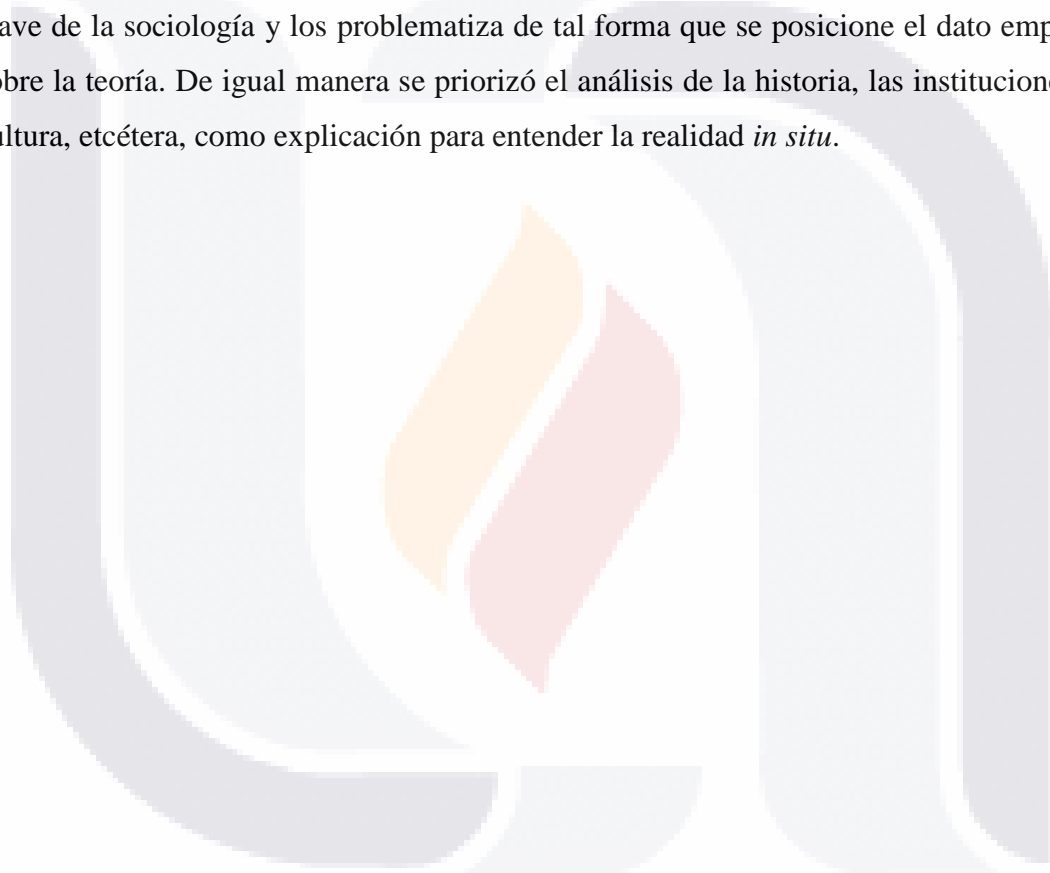 ave de la sociología y los problematiza de tal forma que se posicione el dato emp
obre la teoría. De igual manera se priorizó el análisis de la historia, las institucion
ultura, etcétera, como explicación para entender la realidad in situ.